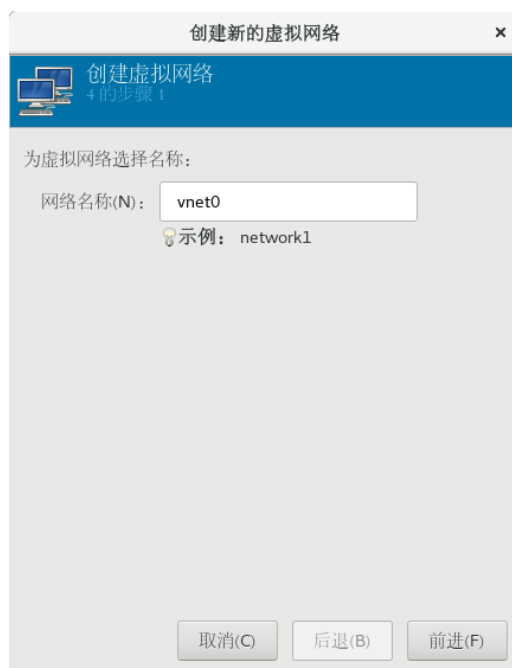 创建新的虚拟网络 ×
创建虚拟网络
4 的步骤 1
为虚拟网络选择名称：
网络名称(N)： vnet0
示例： network1
取消(C) 后退(B) 前进(F)